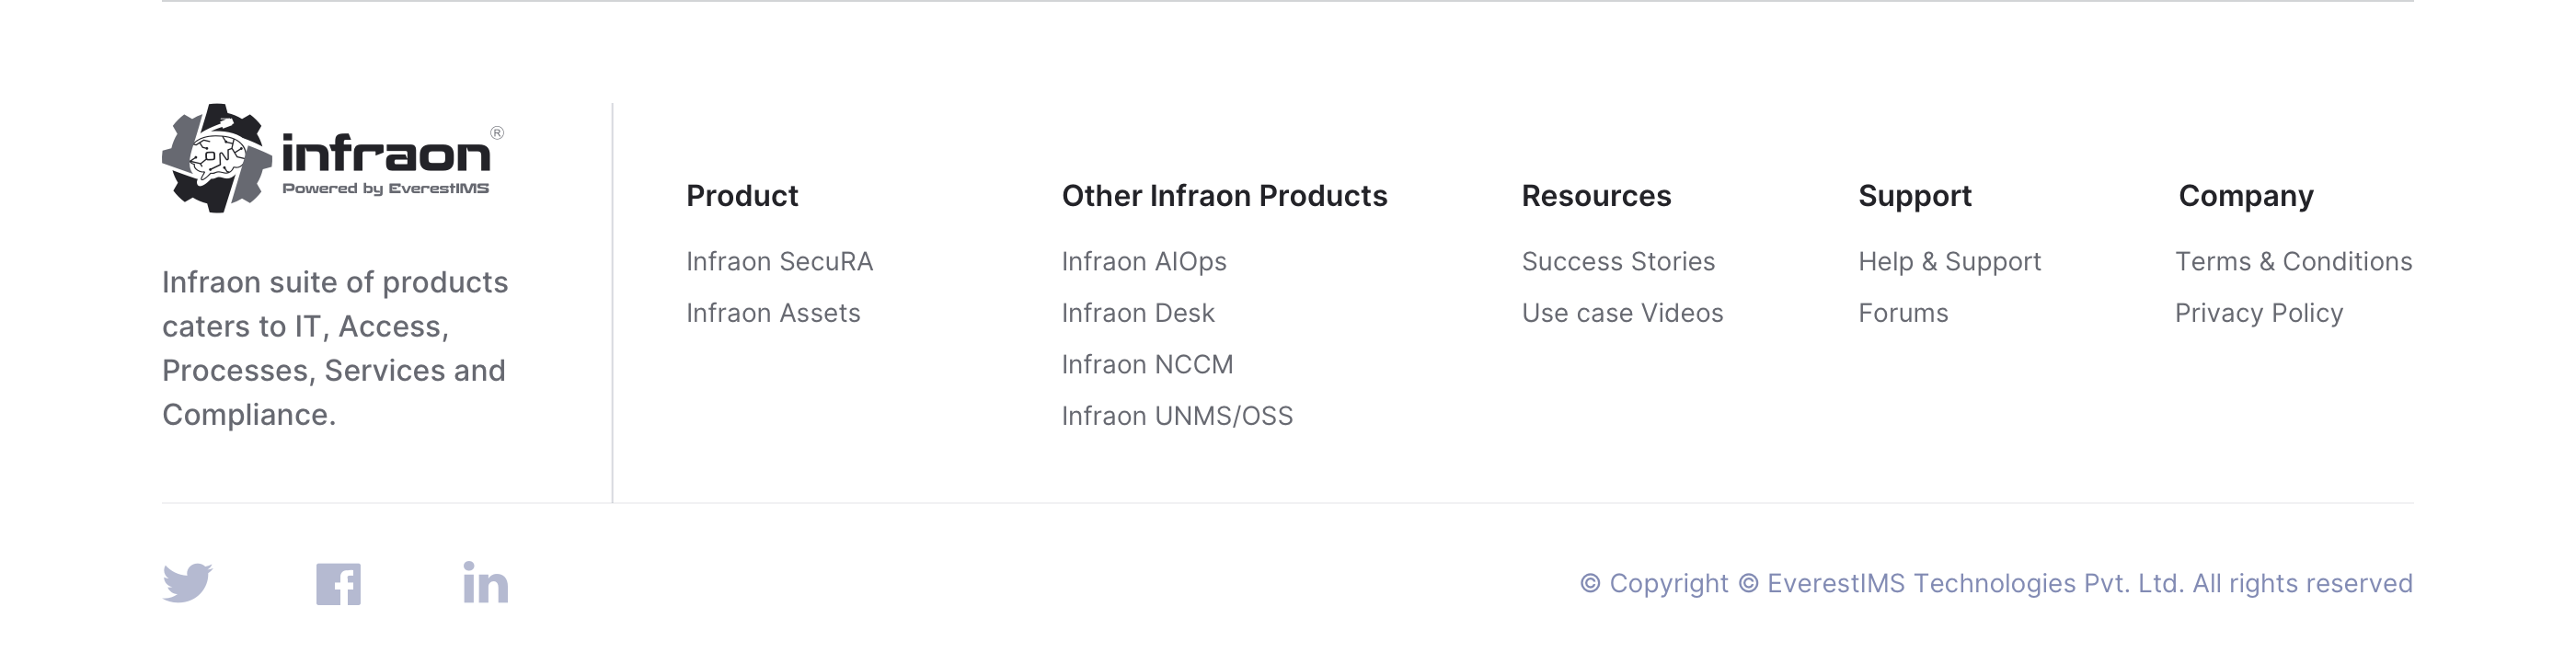 infraon®
Powered by EverestIMS
Infraon suite of products
caters to IT, Access,
Processes, Services and
Compliance.
Product
Infraon SecuRA
Infraon Assets
Other Infraon Products
Infraon AIOps
Infraon Desk
Infraon NCCM
Infraon UNMS/OSS
Resources
Success Stories
Use case Videos
Support
Help & Support
Forums
Company
Terms & Conditions
Privacy Policy
© Copyright © EverestIMS Technologies Pvt. Ltd. All rights reserved